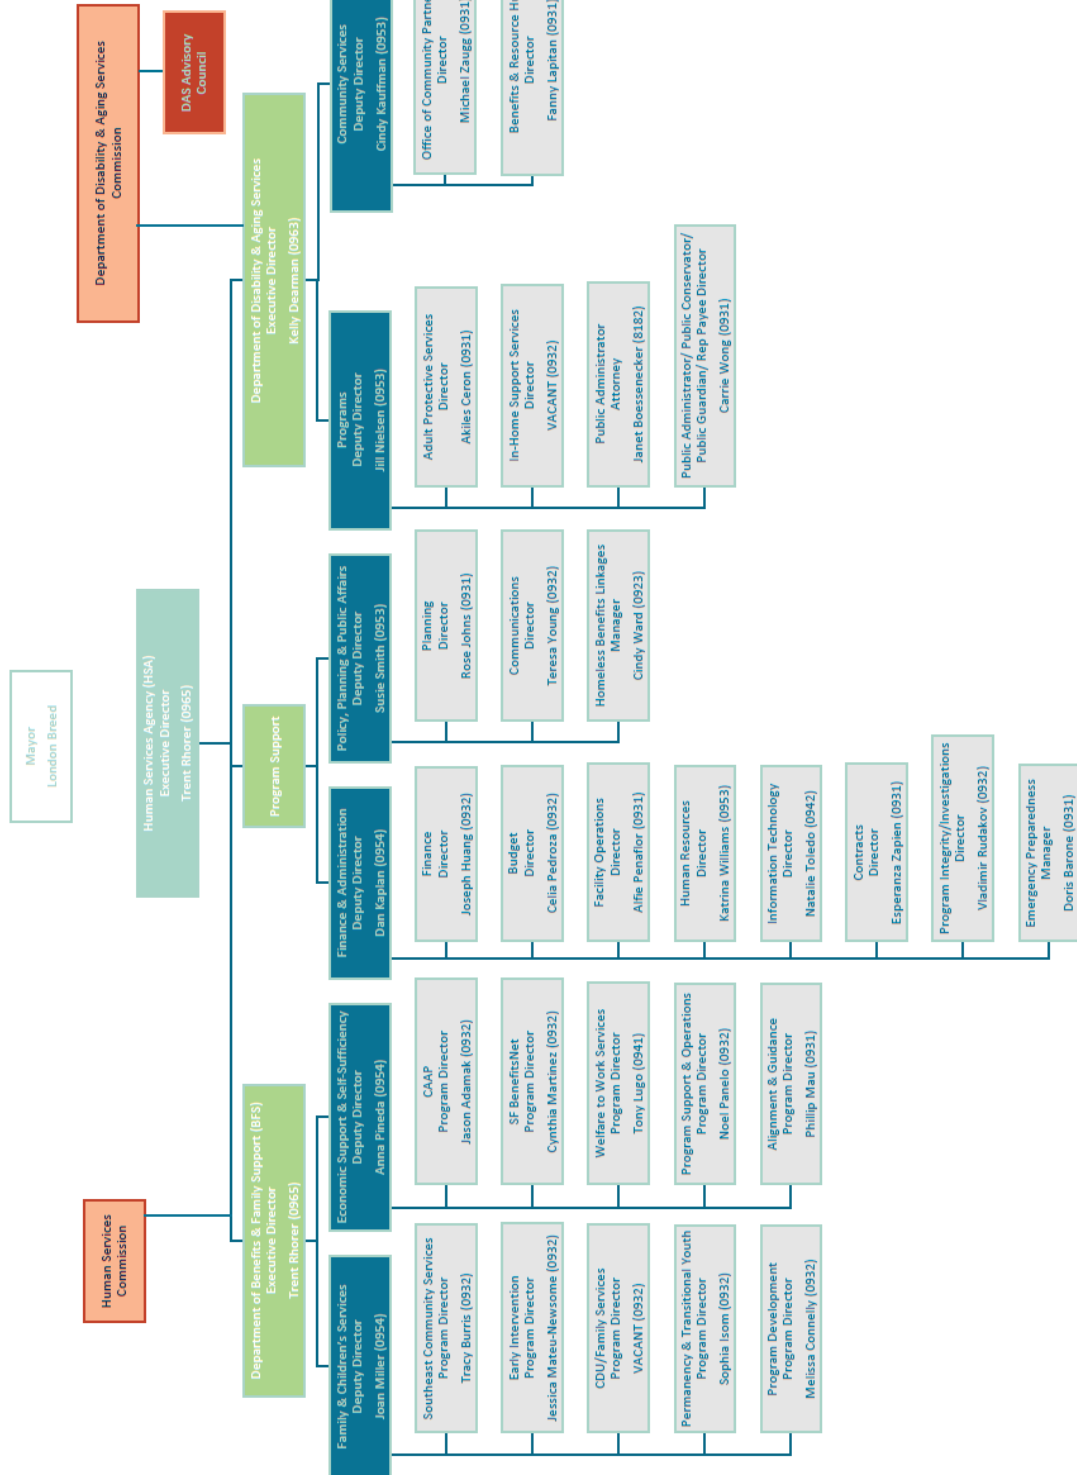 Mayor
London Breed
Human Services
Commission
Department of Disability & Aging Services
Commission
DAS Advisory
Council
Human Services Agency (HSA)
Executive Director
Trent Rhorer (0965)
Department of Benefits & Family Support (BFS)
Executive Director
Trent Rhorer (0965)
Program Support
Department of Disability & Aging Services
Executive Director
Kelly Dearman (0963)
Family & Children's Services
Deputy Director
Joan Miller (0954)
Southeast Community Services
Program Director
Tracy Burris (0932)
Early Intervention
Program Director
Jessica Mateu-Newsome (0932)
CDU/Family Services
Program Director
VACANT (0932)
Permanency & Transitional Youth
Program Director
Sophia Isom (0932)
Program Development
Program Director
Melissa Connelly (0932)
Economic Support & Self-Sufficiency
Deputy Director
Anna Pineda (0954)
CAAP
Program Director
Jason Adamak (0932)
SF BenefitsNet
Program Director
Cynthia Martinez (0932)
Welfare to Work Services
Program Director
Tony Lugo (0941)
Program Support & Operations
Program Director
Noel Panelo (0932)
Alignment & Guidance
Program Director
Phillip Mau (0931)
Finance & Administration
Deputy Director
Dan Kaplan (0954)
Finance
Director
Joseph Huang (0932)
Budget
Director
Celia Pedroza (0932)
Facility Operations
Director
Alfie Penaflor (0931)
Human Resources
Director
Katrina Williams (0953)
Information Technology
Director
Natalie Toledo (0942)
Contracts
Director
Esperanza Zapien (0931)
Program Integrity/Investigations
Director
Vladimir Rudakov (0932)
Emergency Preparedness
Manager
Doris Barone (0931)
Policy, Planning & Public Affairs
Deputy Director
Susie Smith (0953)
Planning
Director
Rose Johns (0931)
Communications
Director
Teresa Young (0932)
Homeless Benefits Linkages
Manager
Cindy Ward (0923)
Programs
Deputy Director
Jill Nielsen (0953)
Adult Protective Services
Director
Akiles Ceron (0931)
In-Home Support Services
Director
VACANT (0932)
Public Administrator
Attorney
Janet Boessenecker (8182)
Public Administrator/ Public Conservator/
Public Guardian/ Rep Payee Director
Carrie Wong (0931)
Community Services
Deputy Director
Cindy Kauffman (0953)
Office of Community
Director
Michael Zaugg (0931)
Benefits & Resource
Director
Fanny Lapitan (0931)